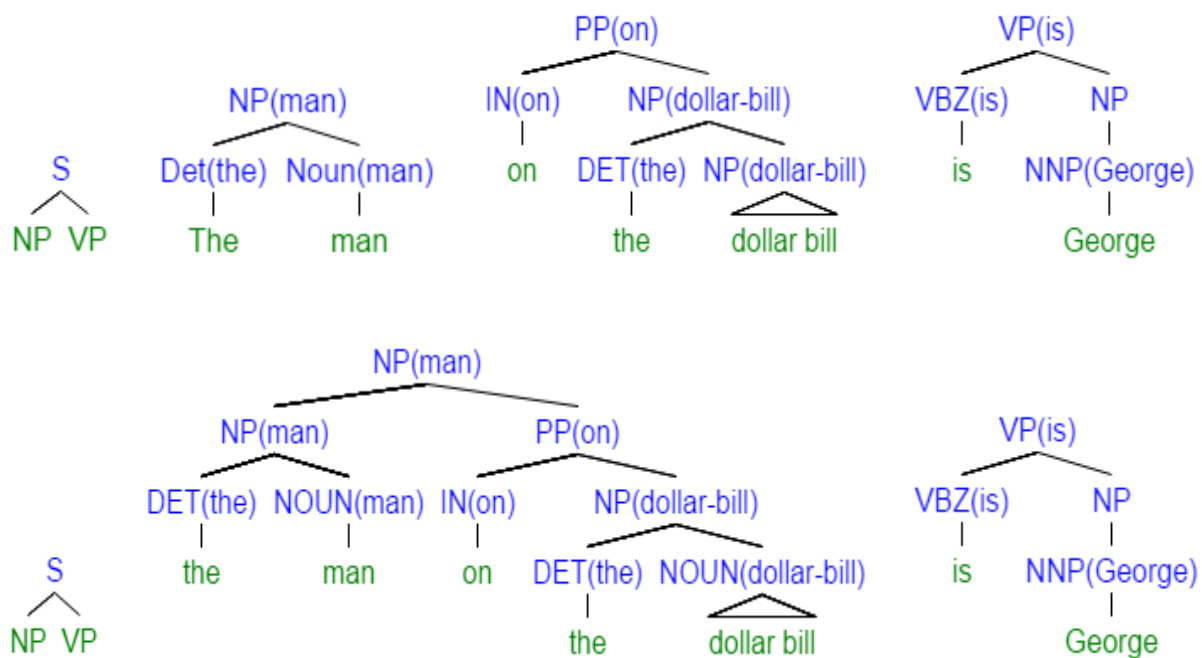 PP(on) VP(is)
NP(man) IN(on) NP(dollar-bill) VBZ(is) NP
S Det(the) Noun(man) on DET(the) NP(dollar-bill) is NNP(George)
NP VP The man the dollar bill George
NP(man)
NP(man) PP(on) VP(is)
DET(the) NOUN(man) IN(on) NP(dollar-bill) VBZ(is) NP
S the man on DET(the) NOUN(dollar-bill) is NNP(George)
NP VP the dollar bill George